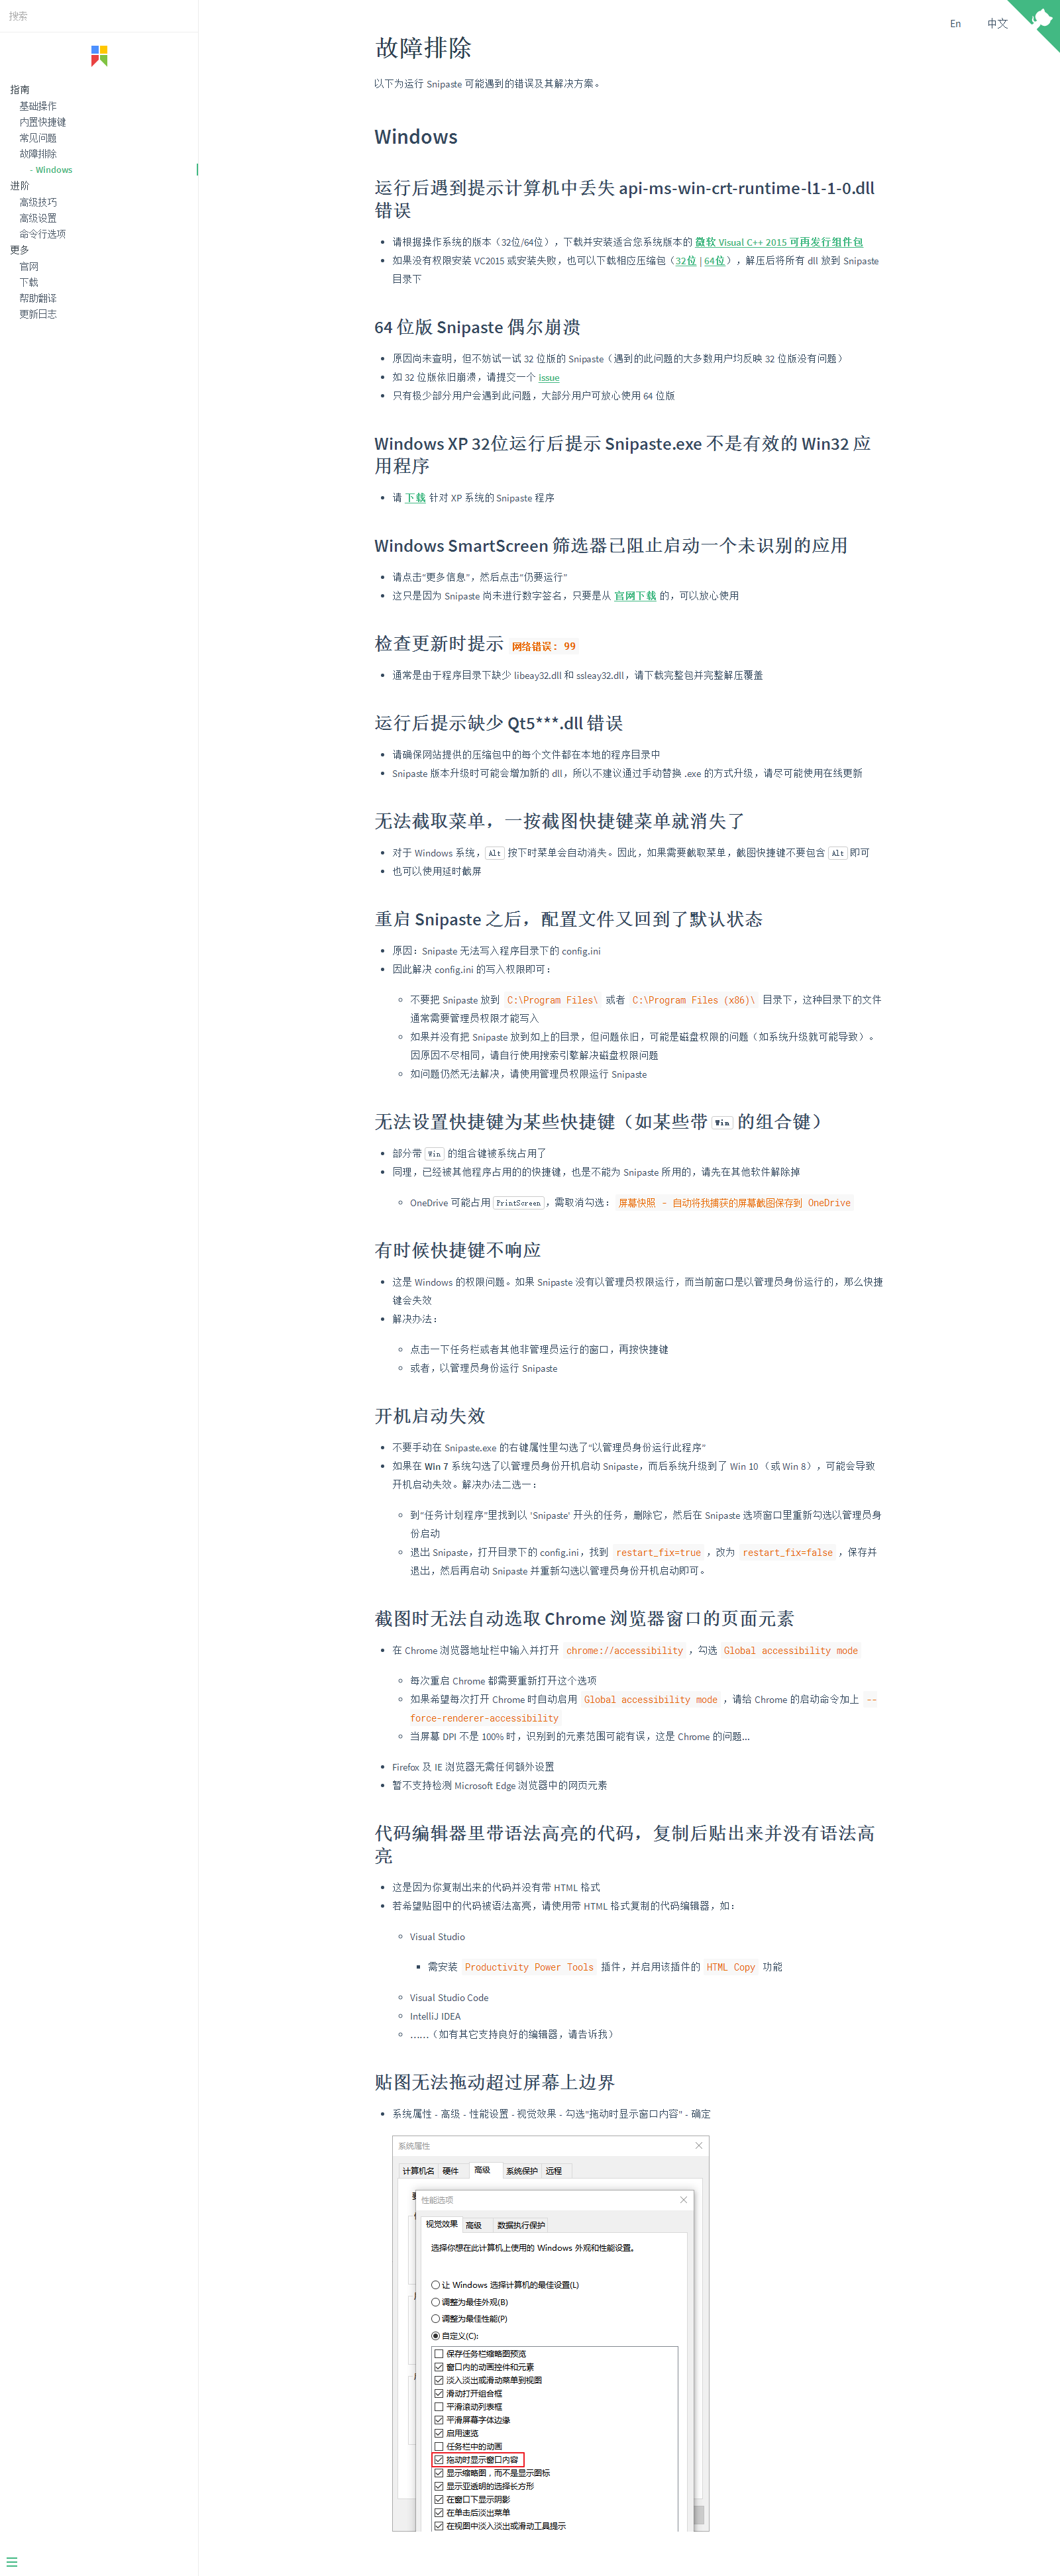 搜索
指南
基础操作
内置快捷键
常见问题
故障排除
- Windows
进阶
高级技巧
高级设置
命令行选项
更多
官网
下载
帮助翻译
更新日志
En 中文
故障排除
以下为运行 Snipaste 可能遇到的错误及其解决方案。
Windows
运行后遇到提示计算机中丢失 api-ms-win-crt-runtime-l1-1-0.dll
错误
请根据操作系统的版本（32位/64位），下载并安装适合您系统版本的 微软 Visual C++ 2015 可再发行组件包
如果没有权限安装 VC2015 或安装失败，也可以下载相应压缩包（32位 | 64位），解压后将所有 dll 放到 Snipaste
目录下
64 位版 Snipaste 偶尔崩溃
原因尚未查明，但不妨试一试 32 位版的 Snipaste（遇到的此问题的大多数用户均反映 32 位版没有问题）
如 32 位版依旧崩溃，请提交一个 issue
只有极少部分用户会遇到此问题，大部分用户可放心使用 64 位版
Windows XP 32位运行后提示 Snipaste.exe 不是有效的 Win32 应
用程序
请 下载 针对 XP 系统的 Snipaste 程序
Windows SmartScreen 筛选器已阻止启动一个未识别的应用
请点击"更多信息"，然后点击"仍要运行"
这只是因为 Snipaste 尚未进行数字签名，只要是从 官网下载 的，可以放心使用
检查更新时提示 网络错误： 99
通常是由于程序目录下缺少 libeay32.dll 和 ssleay32.dll，请下载完整包并完整解压覆盖
运行后提示缺少 Qt5***.dll 错误
请确保网站提供的压缩包中的每个文件都在本地的程序目录中
Snipaste 版本升级时可能会增加新的 dll，所以不建议通过手动替换 .exe 的方式升级，请尽可能使用在线更新
无法截取菜单，一按截图快捷键菜单就消失了
对于 Windows 系统，Alt 按下时菜单会自动消失。因此，如果需要截取菜单，截图快捷键不要包含 Alt 即可
也可以使用延时截屏
重启 Snipaste 之后，配置文件又回到了默认状态
原因：Snipaste 无法写入程序目录下的 config.ini
因此解决 config.ini 的写入权限即可：
不要把 Snipaste 放到 C:\Program Files\ 或者 C:\Program Files (x86)\ 目录下，这种目录下的文件
通常需要管理员权限才能写入
如果并没有把 Snipaste 放到如上的目录，但问题依旧，可能是磁盘权限的问题（如系统升级就可能导致）。
因原因不尽相同，请自行使用搜索引擎解决磁盘权限问题
如问题仍然无法解决，请使用管理员权限运行 Snipaste
无法设置快捷键为某些快捷键（如某些带 Win 的组合键）
部分带 Win 的组合键被系统占用了
同理，已经被其他程序占用的的快捷键，也是不能为 Snipaste 所用的，请先在其他软件解除掉
OneDrive 可能占用 PrintScreen，需取消勾选： 屏幕快照 - 自动将我捕获的屏幕截图保存到 OneDrive
有时候快捷键不响应
这是 Windows 的权限问题。如果 Snipaste 没有以管理员权限运行，而当前窗口是以管理员身份运行的，那么快捷
键会失效
解决办法：
点击一下任务栏或者其他非管理员运行的窗口，再按快捷键
或者，以管理员身份运行 Snipaste
开机启动失效
不要手动在 Snipaste.exe 的右键属性里勾选了"以管理员身份运行此程序"
如果在 Win 7 系统勾选了以管理员身份开机启动 Snipaste，而后系统升级到了 Win 10 （或 Win 8），可能会导致
开机启动失效。解决办法二选一：
到"任务计划程序"里找到以 'Snipaste' 开头的任务，删除它，然后在 Snipaste 选项窗口里重新勾选以管理员身
份启动
退出 Snipaste，打开目录下的 config.ini，找到 restart_fix=true ，改为 restart_fix=false ，保存并
退出，然后再启动 Snipaste 并重新勾选以管理员身份开机启动即可。
截图时无法自动选取 Chrome 浏览器窗口的页面元素
在 Chrome 浏览器地址栏中输入并打开 chrome://accessibility ，勾选 Global accessibility mode
每次重启 Chrome 都需要重新打开这个选项
如果希望每次打开 Chrome 时自动启用 Global accessibility mode ，请给 Chrome 的启动命令加上 --
force-renderer-accessibility
当屏幕 DPI 不是 100% 时，识别到的元素范围可能有误，这是 Chrome 的问题...
Firefox 及 IE 浏览器无需任何额外设置
暂不支持检测 Microsoft Edge 浏览器中的网页元素
代码编辑器里带语法高亮的代码，复制后贴出来并没有语法高
亮
这是因为你复制出来的代码并没有带 HTML 格式
若希望贴图中的代码被语法高亮，请使用带 HTML 格式复制的代码编辑器，如：
Visual Studio
需安装 Productivity Power Tools 插件，并启用该插件的 HTML Copy 功能
Visual Studio Code
IntelliJ IDEA
……（如有其它支持良好的编辑器，请告诉我）
贴图无法拖动超过屏幕上边界
系统属性 - 高级 - 性能设置 - 视觉效果 - 勾选"拖动时显示窗口内容" - 确定
系统属性
计算机名 硬件 高级 系统保护 远程
性能选项
视觉效果 高级 数据执行保护
选择你想在此计算机上使用的 Windows 外观和性能设置。
让 Windows 选择计算机的最佳设置(L)
调整为最佳外观(B)
调整为最佳性能(P)
自定义(C):
保存任务栏缩略图预览
窗口内的动画控件和元素
淡入淡出或滑动菜单到视图
滑动打开组合框
平滑滚动列表框
平滑屏幕字体边缘
启用速览
任务栏中的动画
拖动时显示窗口内容
显示缩略图，而不是显示图标
显示亚透明的选择长方形
在窗口下显示阴影
在单击后淡出菜单
在视图中淡入淡出或滑动工具提示